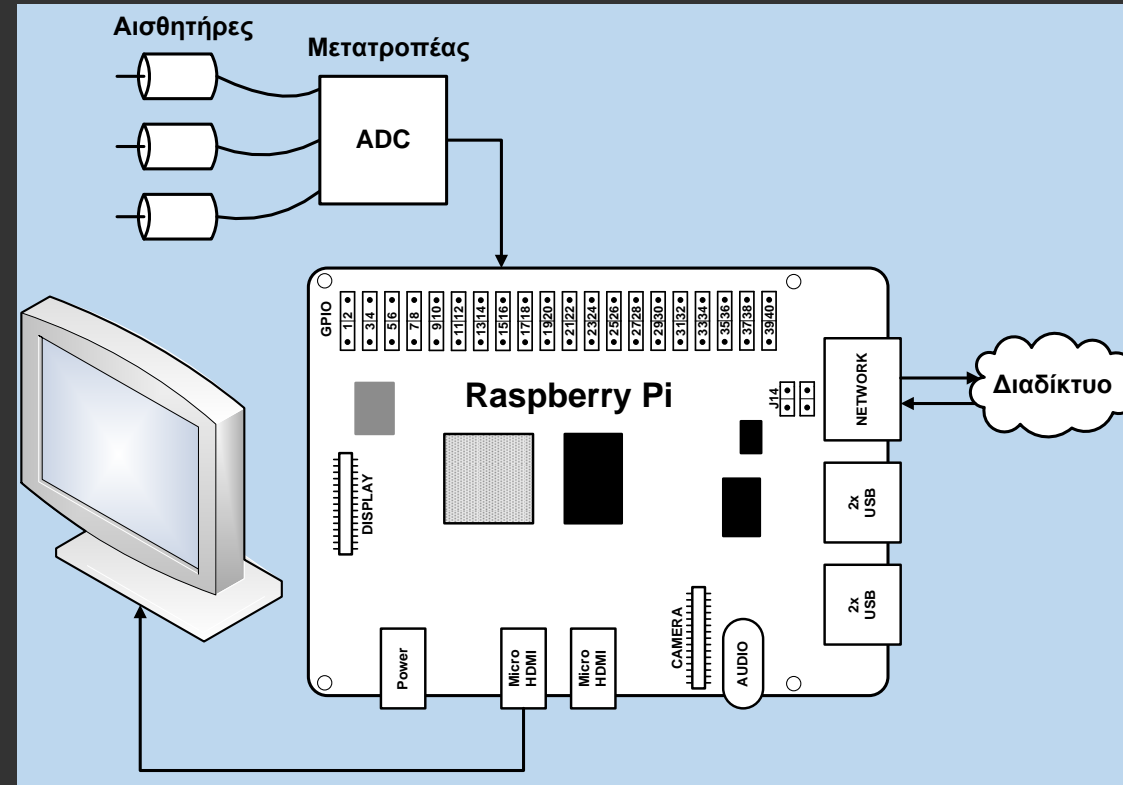 Αισθητήρες
Μετατροπέας
ADC
GPIO
1 2
3 4
5 6
7 8
9 10
11 12
13 14
15 16
17 18
19 20
21 22
23 24
25 26
27 28
29 30
31 32
33 34
35 36
37 38
39 40
Raspberry Pi
J14
NETWORK
Διαδίκτυο
DISPLAY
2x
USB
2x
USB
CAMERA
AUDIO
Power
Micro
HDMI
Micro
HDMI